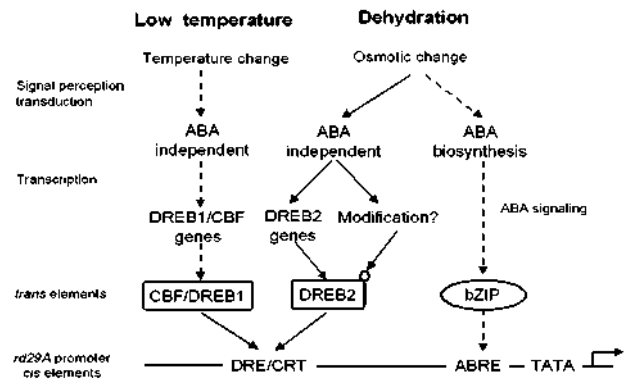 Low temperature
Dehydration
Temperature change
Osmotic change
Signal perception
transduction
ABA
independent
ABA
independent
ABA
biosynthesis
Transcription
ABA signaling
DREB1/CBF
genes
DREB2
genes
Modification?
trans elements
CBF/DREB1
DREB2
bZIP
rd29A promoter
cis elements
DRE/CRT
ABRE
TATA